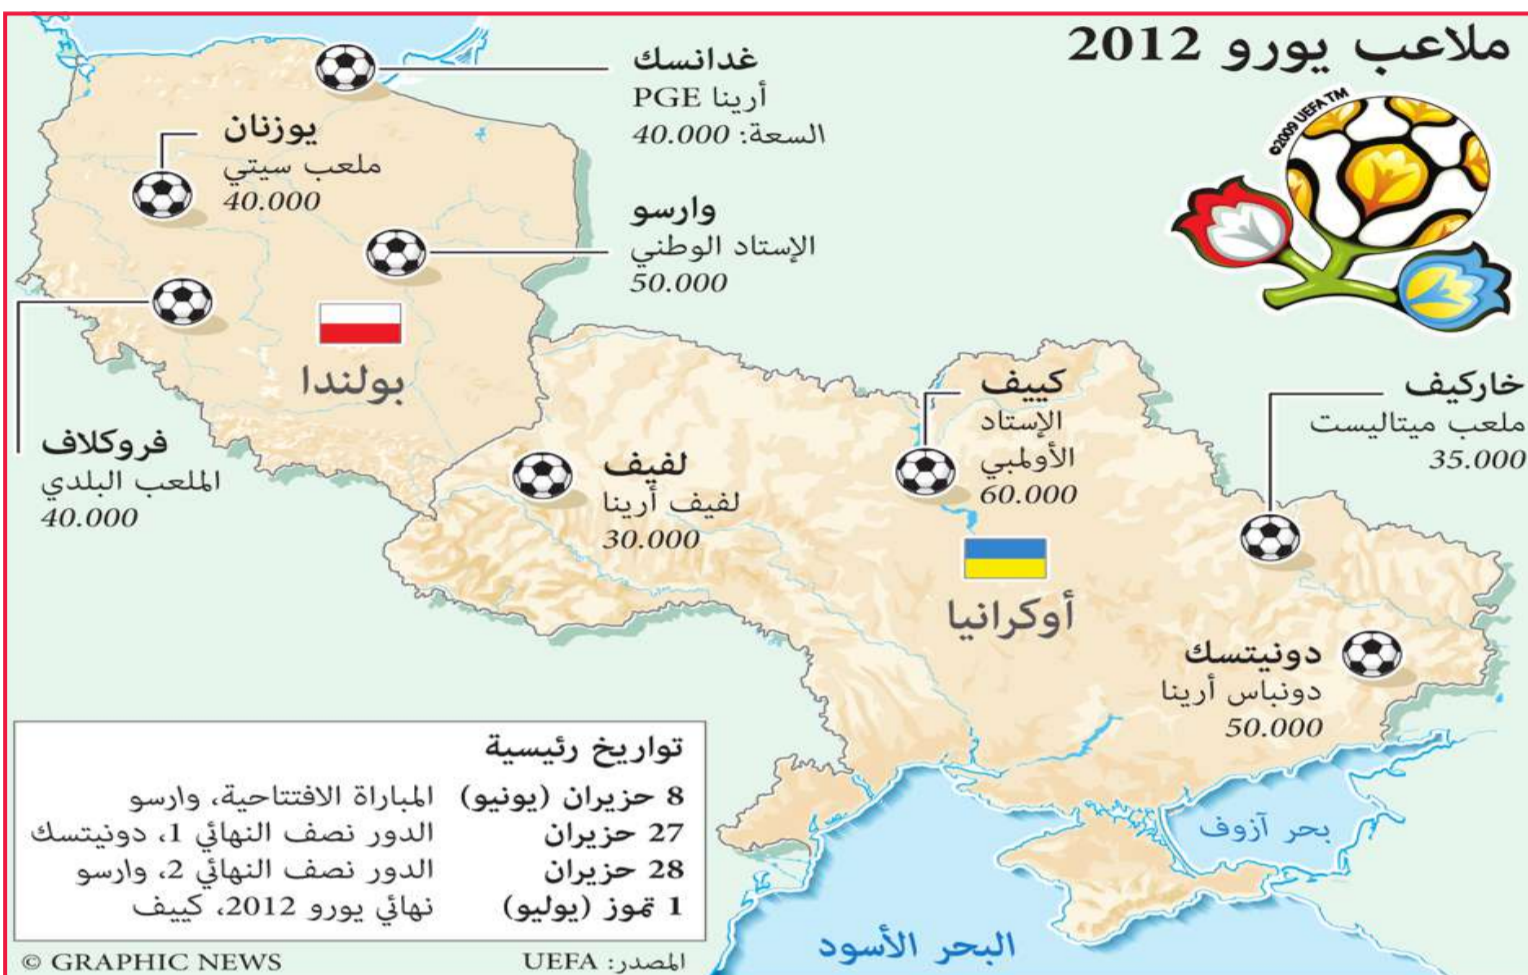 ملاعب يورو 2012
©2009 UEFA TM
غدانسك
أرينا PGE
السعة: 40.000
يوزنان
ملعب سيتي
40.000
وارسو
الإستاد الوطني
50.000
بولندا
فروكلاف
الملعب البلدي
40.000
لفيف
لفيف أرينا
30.000
كييف
الإستاد
الأولمبي
60.000
خاركيف
ملعب ميتاليست
35.000
أوكرانيا
دونيتسك
دونباس أرينا
50.000
بحر آزوف
البحر الأسود
تواريخ رئيسية
8 حزيران (يونيو) المباراة الافتتاحية، وارسو
27 حزيران الدور نصف النهائي 1، دونيتسك
28 حزيران الدور نصف النهائي 2، وارسو
1 تموز (يوليو) نهائي يورو 2012، كييف
المصدر: UEFA
© GRAPHIC NEWS